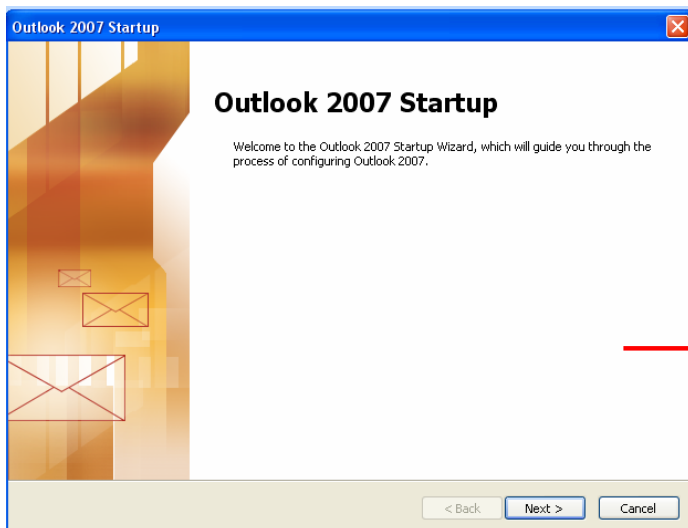 Outlook 2007 Startup
Outlook 2007 Startup
Welcome to the Outlook 2007 Startup Wizard, which will guide you through the
process of configuring Outlook 2007.
< Back Next > Cancel